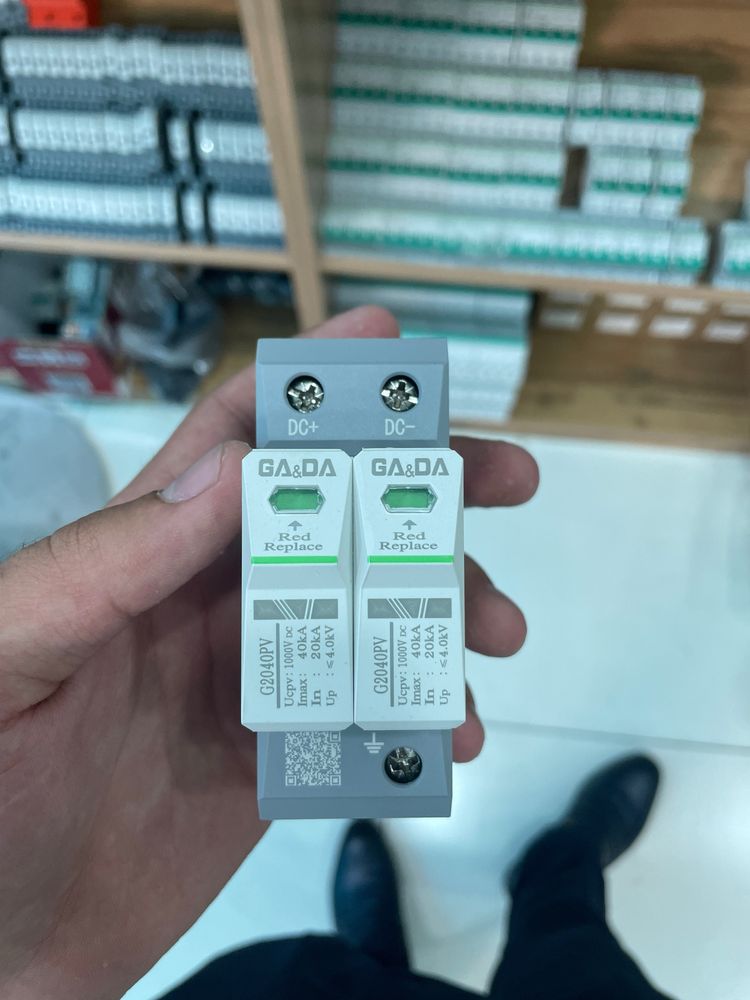 DC+ DC-
GA&DA
Red
Replace
G2040PV
Ucpv: 1000V DC
Imax: 40kA
In : 20kA
Up : ≤4.0kV
GA&DA
Red
Replace
G2040PV
Ucpv: 1000V DC
Imax: 40kA
In : 20kA
Up : ≤4.0kV